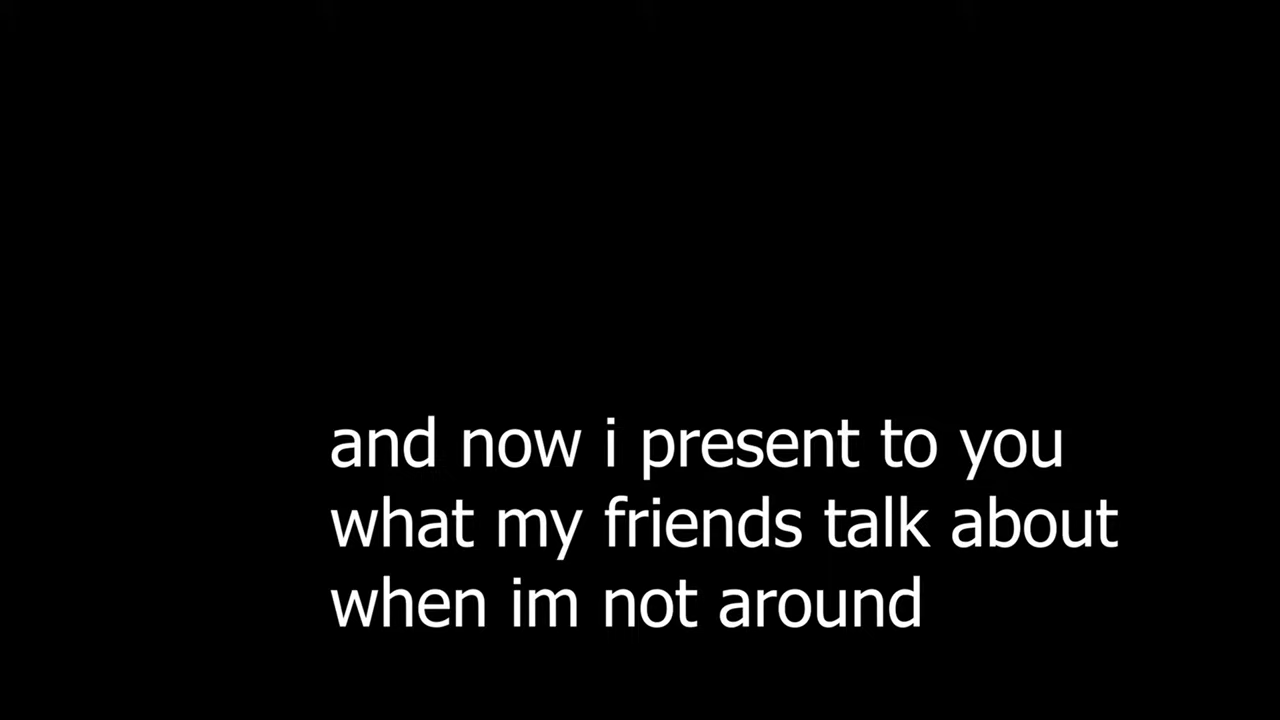 and now i present to you
what my friends talk about
when im not around